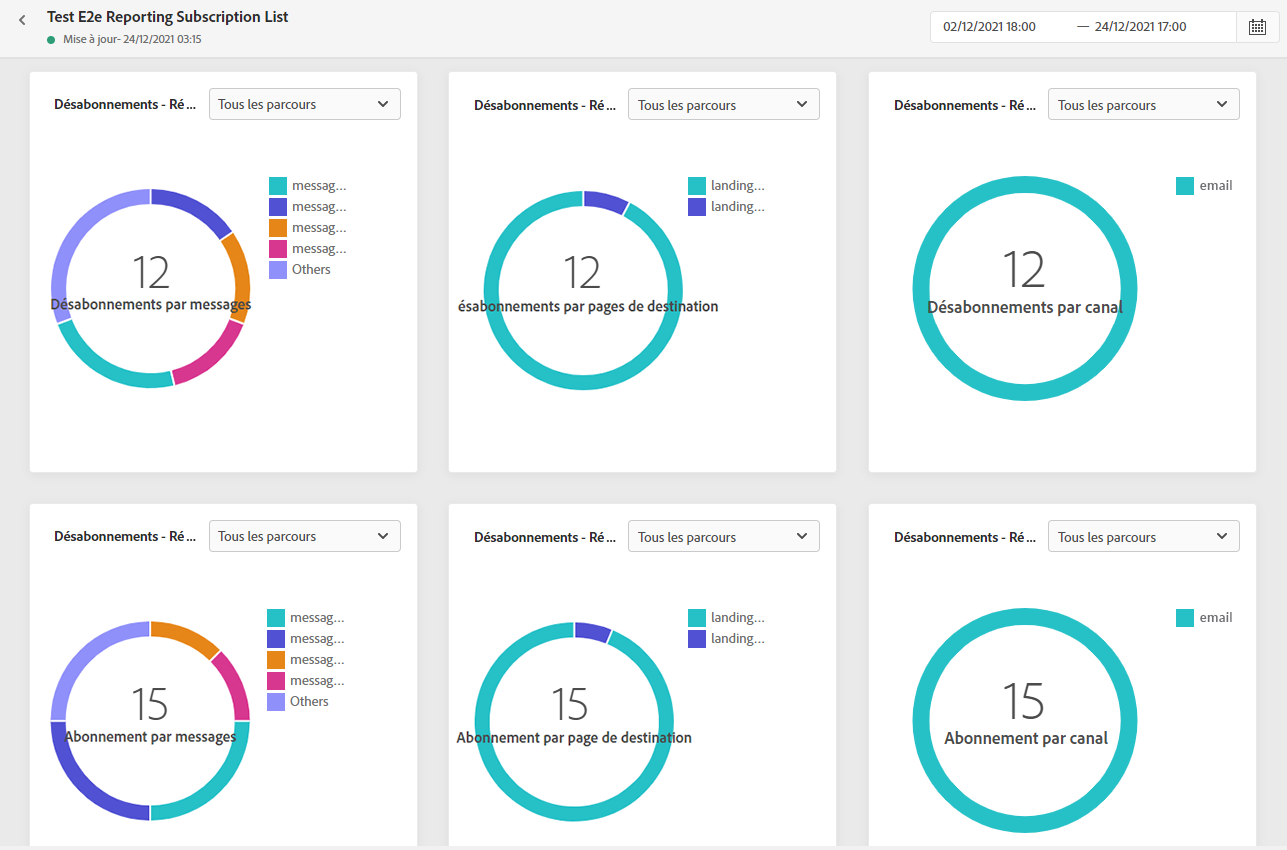 Test E2e Reporting Subscription List
Mise à jour- 24/12/2021 03:15
02/12/2021 18:00 — 24/12/2021 17:00
Désabonnements - Ré ...
Tous les parcours
messag...
messag...
messag...
messag...
Others
12
Désabonnements par messages
Désabonnements - Ré ...
Tous les parcours
landing...
landing...
12
ésabonnements par pages de destination
Désabonnements - Ré ...
Tous les parcours
email
12
Désabonnements par canal
Désabonnements - Ré ...
Tous les parcours
messag...
messag...
messag...
messag...
Others
15
Abonnement par messages
Désabonnements - Ré ...
Tous les parcours
landing...
landing...
15
Abonnement par page de destination
Désabonnements - Ré ...
Tous les parcours
email
15
Abonnement par canal